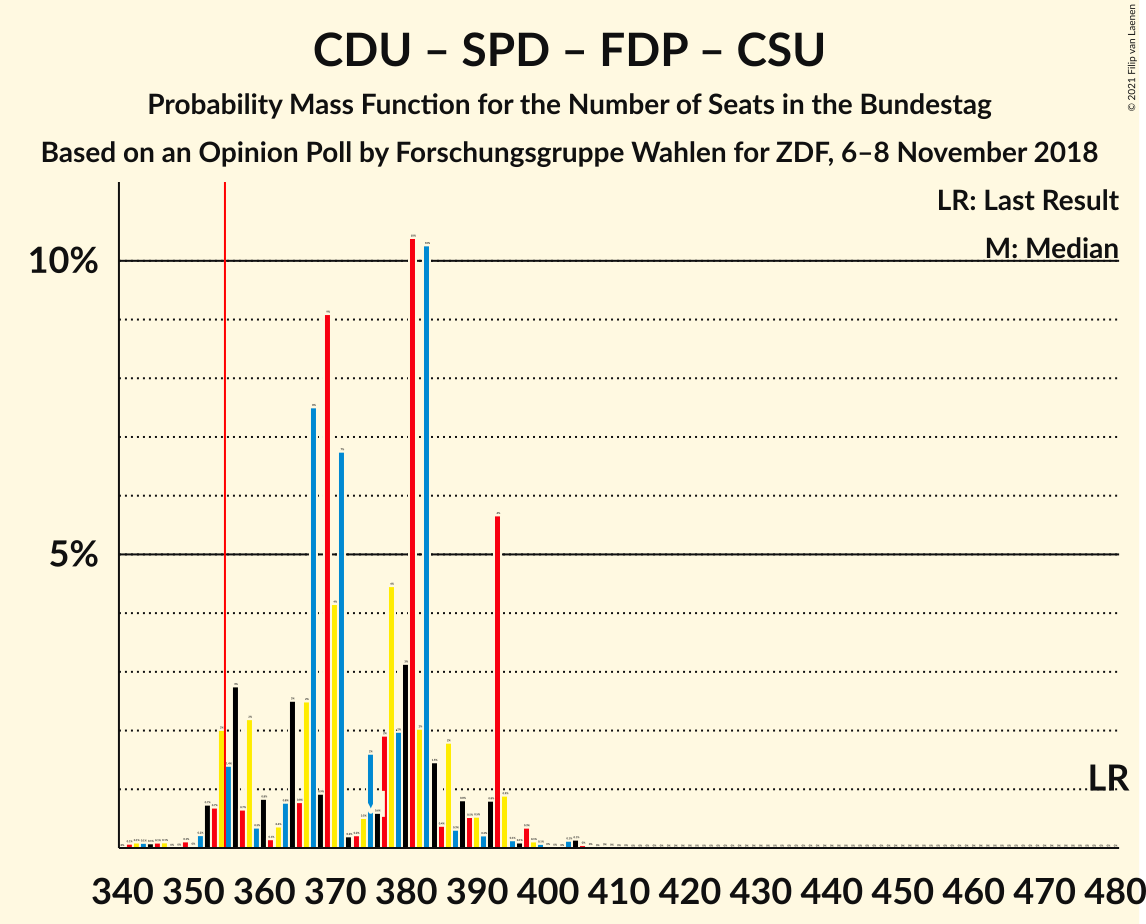 CDU – SPD – FDP – CSU
Probability Mass Function for the Number of Seats in the Bundestag
Based on an Opinion Poll by Forschungsgruppe Wahlen for ZDF, 6–8 November 2018
© 2021 Filip van Laenen
LR: Last Result
M: Median
10%
5%
LR
340 350 360 370 380 390 400 410 420 430 440 450 460 470 480